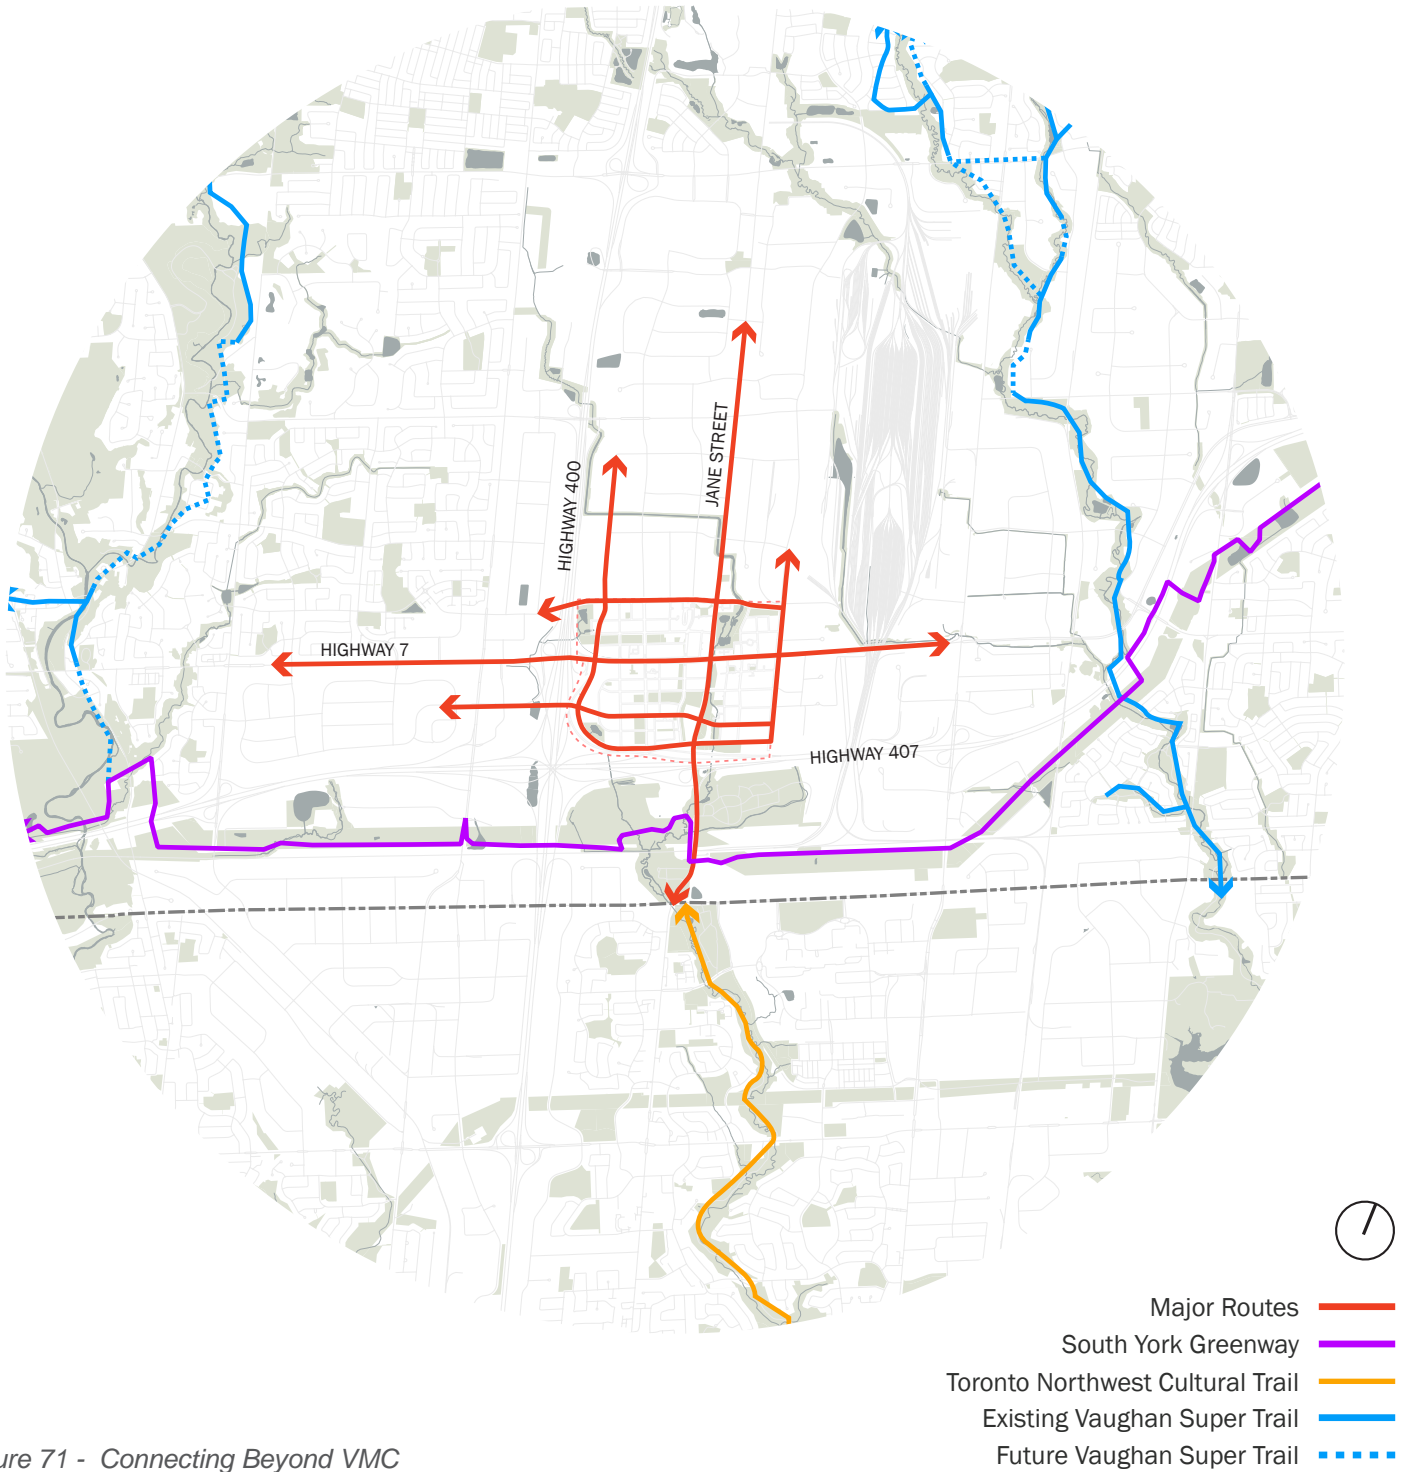 JANE STREET
HIGHWAY 400
HIGHWAY 7
HIGHWAY 407
Major Routes
South York Greenway
Toronto Northwest Cultural Trail
Existing Vaughan Super Trail
Future Vaughan Super Trail
ure 71 - Connecting Beyond VMC